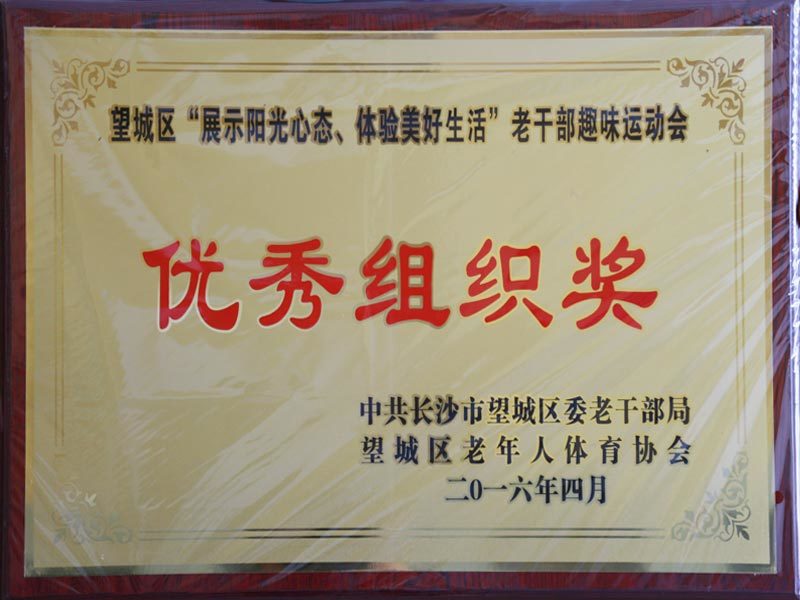 望城区“展示阳光心态、体验美好生活”老干部趣味运动会
优秀组织奖
中共长沙市望城区委老干部局
望城区老年人体育协会
二0一六年四月